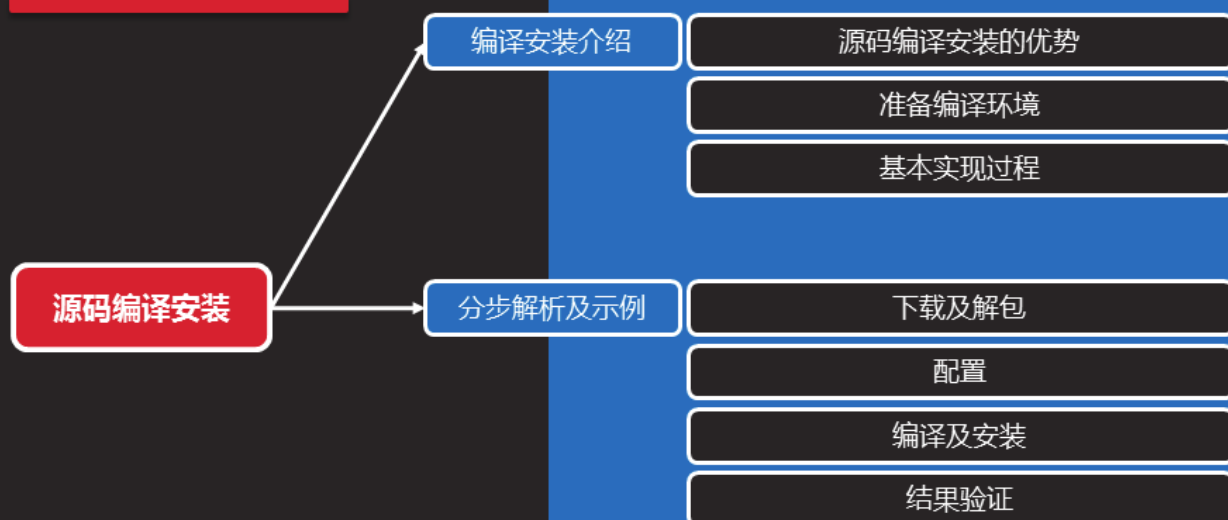 编译安装介绍
源码编译安装的优势
准备编译环境
基本实现过程
源码编译安装
分步解析及示例
下载及解包
配置
编译及安装
结果验证